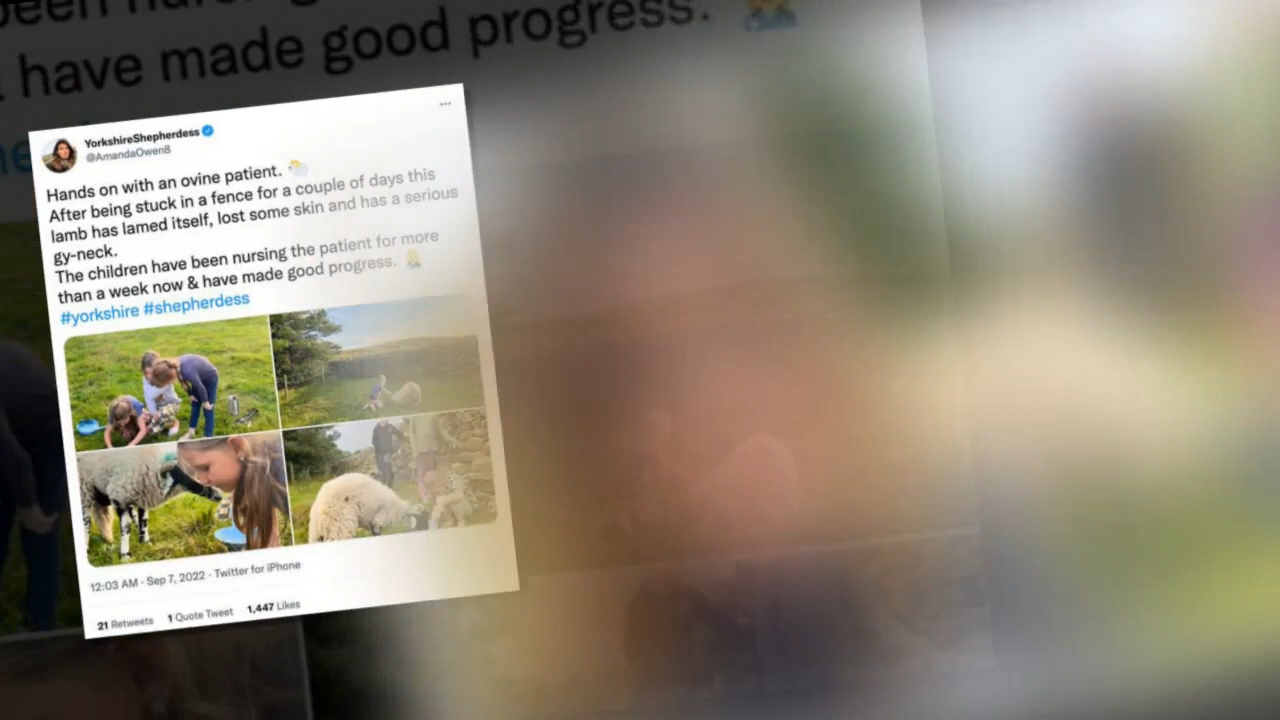 been nur
have made good progress.
YorkshireShepherdess
@AmandaOwen8
Hands on with an ovine patient.
After being stuck in a fence for a couple of days this
lamb has lamed itself, lost some skin and has a serious
gy-neck.
The children have been nursing the patient for more
than a week now & have made good progress.
#yorkshire #shepherdess
12:03 AM · Sep 7, 2022 · Twitter for iPhone
21 Retweets 1 Quote Tweet 1,447 Likes